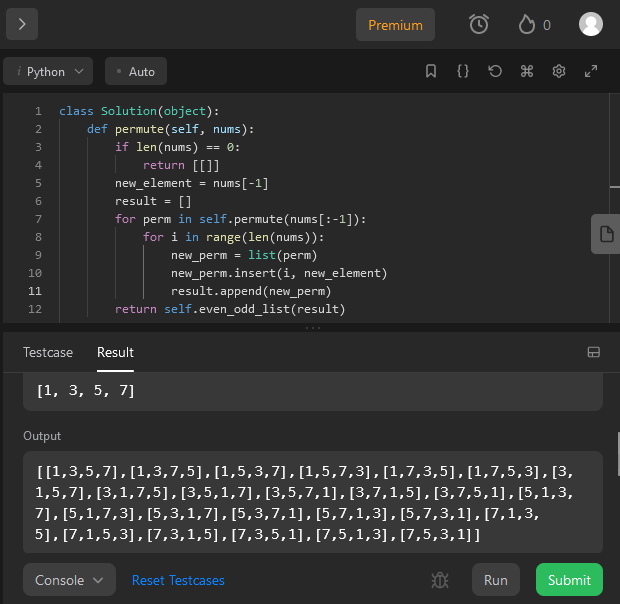 Premium
0
i Python
• Auto
{}
1 class Solution(object):
2 def permute(self, nums):
3 if len(nums) == 0:
4 return [[]]
5 new_element = nums[-1]
6 result = []
7 for perm in self.permute(nums[:-1]):
8 for i in range(len(nums)):
9 new_perm = list(perm)
10 new_perm.insert(i, new_element)
11 result.append(new_perm)
12 return self.even_odd_list(result)
Testcase
Result
[1, 3, 5, 7]
Output
[[1,3,5,7],[1,3,7,5],[1,5,3,7],[1,5,7,3],[1,7,3,5],[1,7,5,3],[3,
1,5,7],[3,1,7,5],[3,5,1,7],[3,5,7,1],[3,7,1,5],[3,7,5,1],[5,1,3,
7],[5,1,7,3],[5,3,1,7],[5,3,7,1],[5,7,1,3],[5,7,3,1],[7,1,3,
5],[7,1,5,3],[7,3,1,5],[7,3,5,1],[7,5,1,3],[7,5,3,1]]
Console
Reset Testcases
Run
Submit